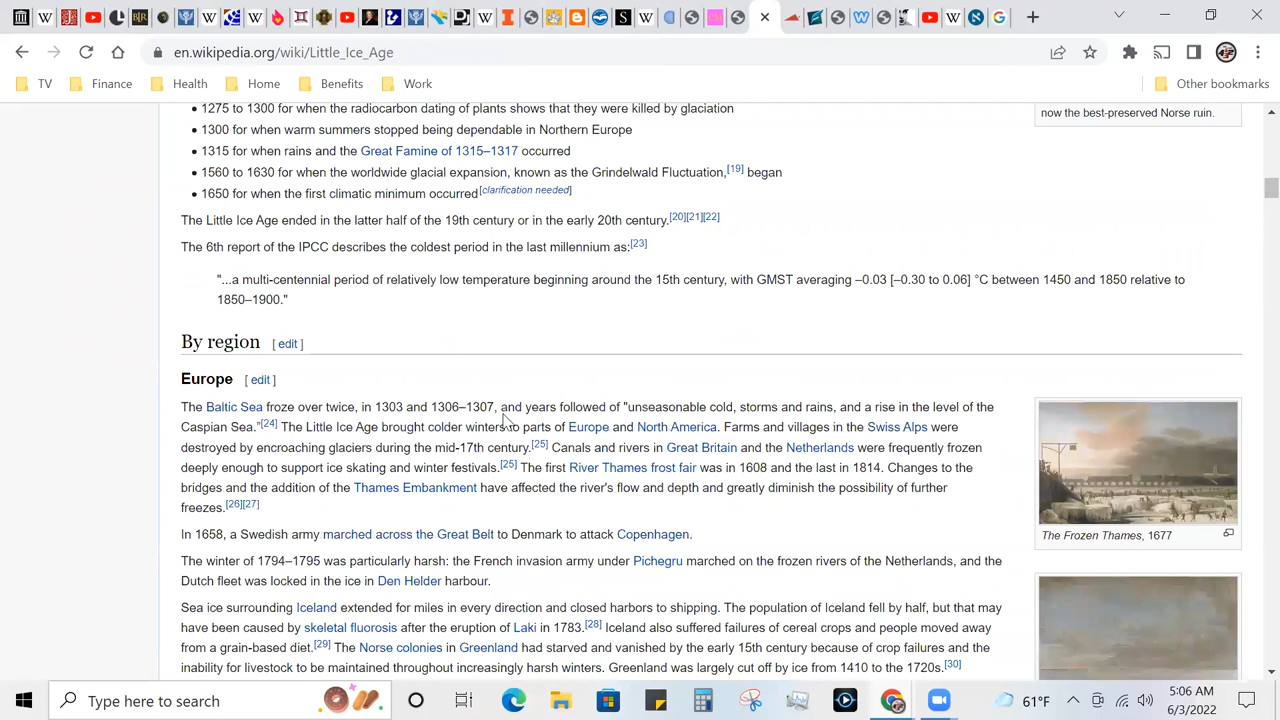 en.wikipedia.org/wiki/Little_Ice_Age
TV Finance Health Home Benefits Work Other bookmarks
• 1275 to 1300 for when the radiocarbon dating of plants shows that they were killed by glaciation
now the best-preserved Norse ruin.
• 1300 for when warm summers stopped being dependable in Northern Europe
• 1315 for when rains and the Great Famine of 1315–1317 occurred
• 1560 to 1630 for when the worldwide glacial expansion, known as the Grindelwald Fluctuation,[19] began
• 1650 for when the first climatic minimum occurred[clarification needed]
The Little Ice Age ended in the latter half of the 19th century or in the early 20th century.[20][21][22]
The 6th report of the IPCC describes the coldest period in the last millennium as:[23]
"...a multi-centennial period of relatively low temperature beginning around the 15th century, with GMST averaging –0.03 [–0.30 to 0.06] °C between 1450 and 1850 relative to
1850–1900."
By region [ edit ]
Europe [ edit ]
The Baltic Sea froze over twice, in 1303 and 1306–1307, and years followed of "unseasonable cold, storms and rains, and a rise in the level of the
Caspian Sea."[24] The Little Ice Age brought colder winters to parts of Europe and North America. Farms and villages in the Swiss Alps were
destroyed by encroaching glaciers during the mid-17th century.[25] Canals and rivers in Great Britain and the Netherlands were frequently frozen
deeply enough to support ice skating and winter festivals.[25] The first River Thames frost fair was in 1608 and the last in 1814. Changes to the
bridges and the addition of the Thames Embankment have affected the river's flow and depth and greatly diminish the possibility of further
freezes.[26][27]
The Frozen Thames, 1677
In 1658, a Swedish army marched across the Great Belt to Denmark to attack Copenhagen.
The winter of 1794–1795 was particularly harsh: the French invasion army under Pichegru marched on the frozen rivers of the Netherlands, and the
Dutch fleet was locked in the ice in Den Helder harbour.
Sea ice surrounding Iceland extended for miles in every direction and closed harbors to shipping. The population of Iceland fell by half, but that may
have been caused by skeletal fluorosis after the eruption of Laki in 1783.[28] Iceland also suffered failures of cereal crops and people moved away
from a grain-based diet.[29] The Norse colonies in Greenland had starved and vanished by the early 15th century because of crop failures and the
inability for livestock to be maintained throughout increasingly harsh winters. Greenland was largely cut off by ice from 1410 to the 1720s.[30]
Type here to search
61°F
5:06 AM
6/3/2022